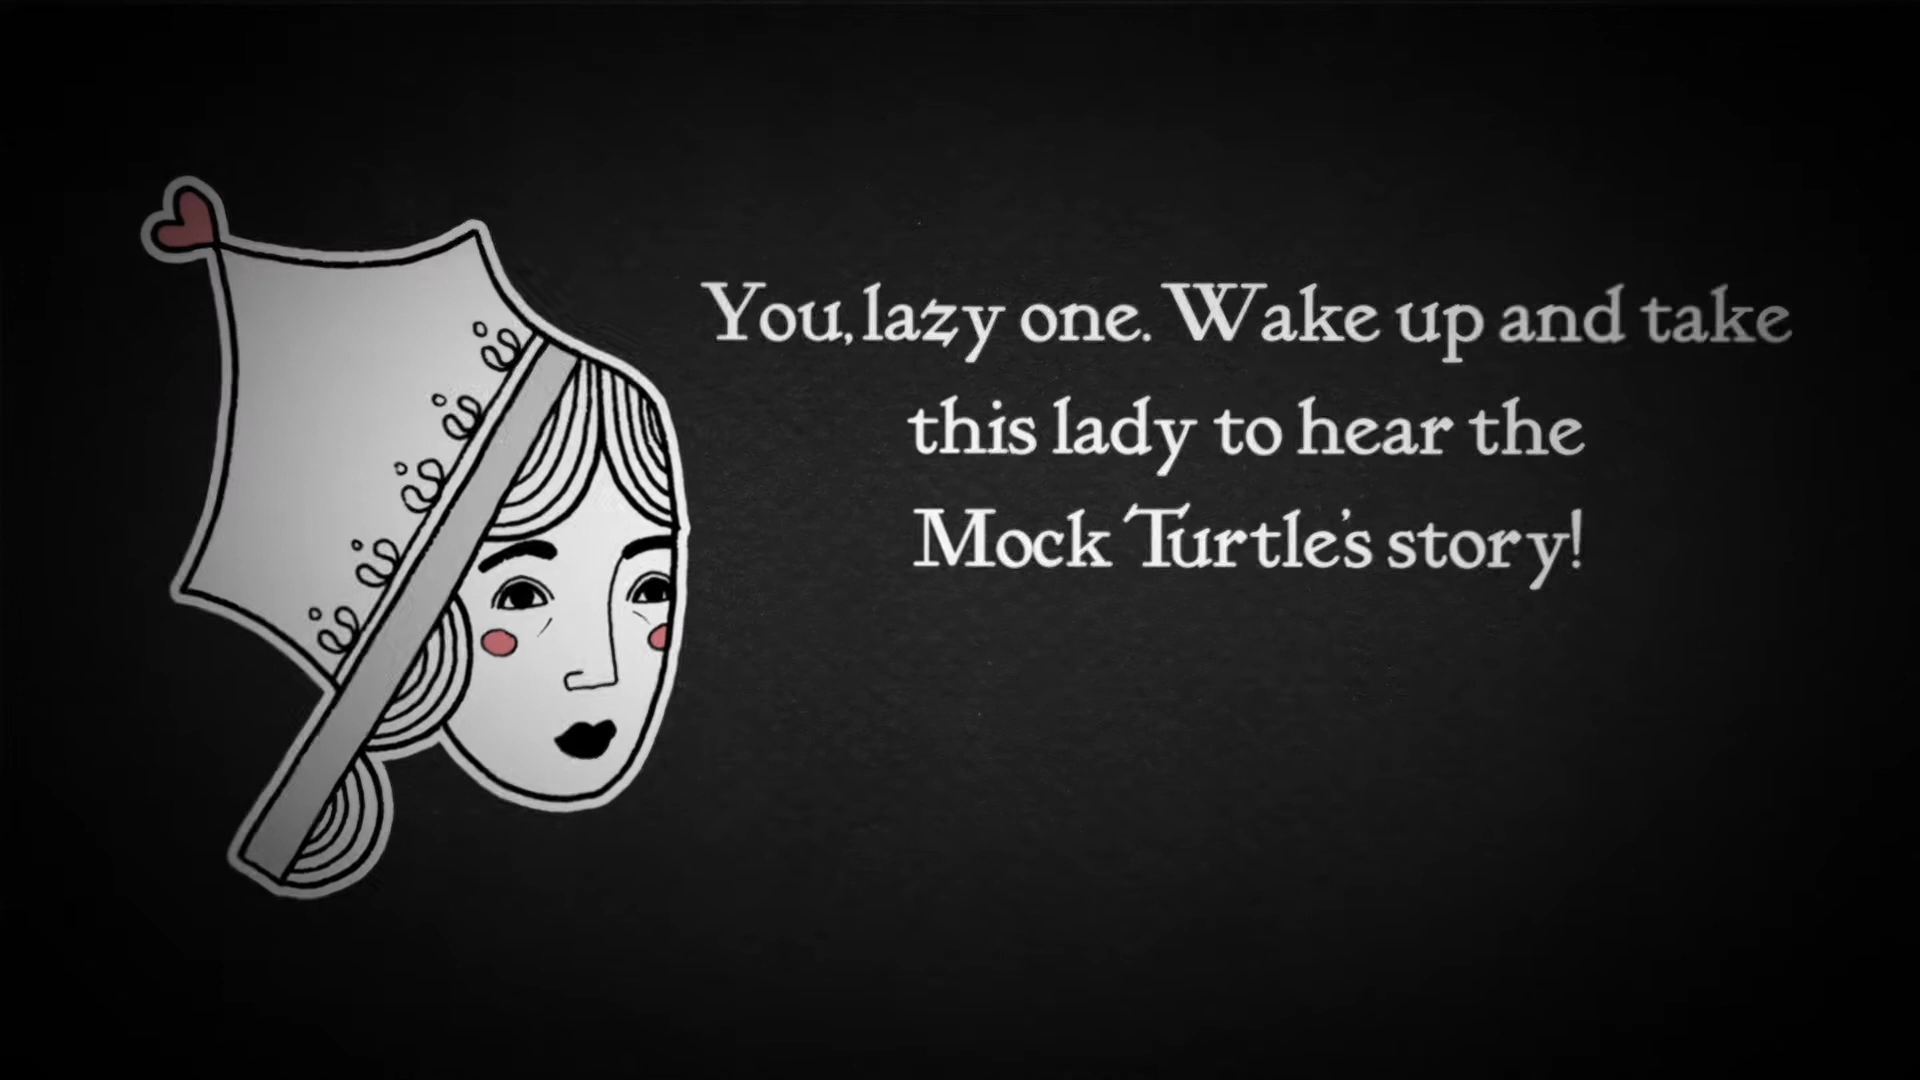 You, lazy one. Wake up and take
this lady to hear the
Mock Turtle's story!